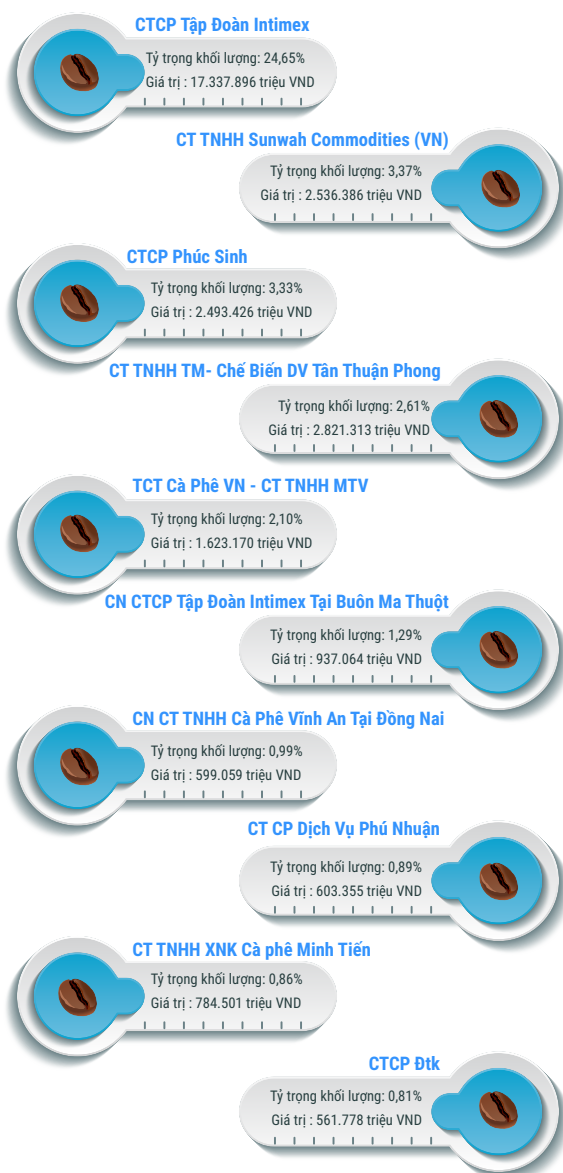 CTCP Tập Đoàn Intimex
Tỷ trọng khối lượng: 24,65%
Giá trị : 17.337.896 triệu VND
CT TNHH Sunwah Commodities (VN)
Tỷ trọng khối lượng: 3,37%
Giá trị : 2.536.386 triệu VND
CTCP Phúc Sinh
Tỷ trọng khối lượng: 3,33%
Giá trị : 2.493.426 triệu VND
CT TNHH TM- Chế Biến DV Tân Thuận Phong
Tỷ trọng khối lượng: 2,61%
Giá trị : 2.821.313 triệu VND
TCT Cà Phê VN - CT TNHH MTV
Tỷ trọng khối lượng: 2,10%
Giá trị : 1.623.170 triệu VND
CN CTCP Tập Đoàn Intimex Tại Buôn Ma Thuột
Tỷ trọng khối lượng: 1,29%
Giá trị : 937.064 triệu VND
CN CT TNHH Cà Phê Vĩnh An Tại Đồng Nai
Tỷ trọng khối lượng: 0,99%
Giá trị : 599.059 triệu VND
CT CP Dịch Vụ Phú Nhuận
Tỷ trọng khối lượng: 0,89%
Giá trị : 603.355 triệu VND
CT TNHH XNK Cà phê Minh Tiến
Tỷ trọng khối lượng: 0,86%
Giá trị : 784.501 triệu VND
CTCP Đtk
Tỷ trọng khối lượng: 0,81%
Giá trị : 561.778 triệu VND